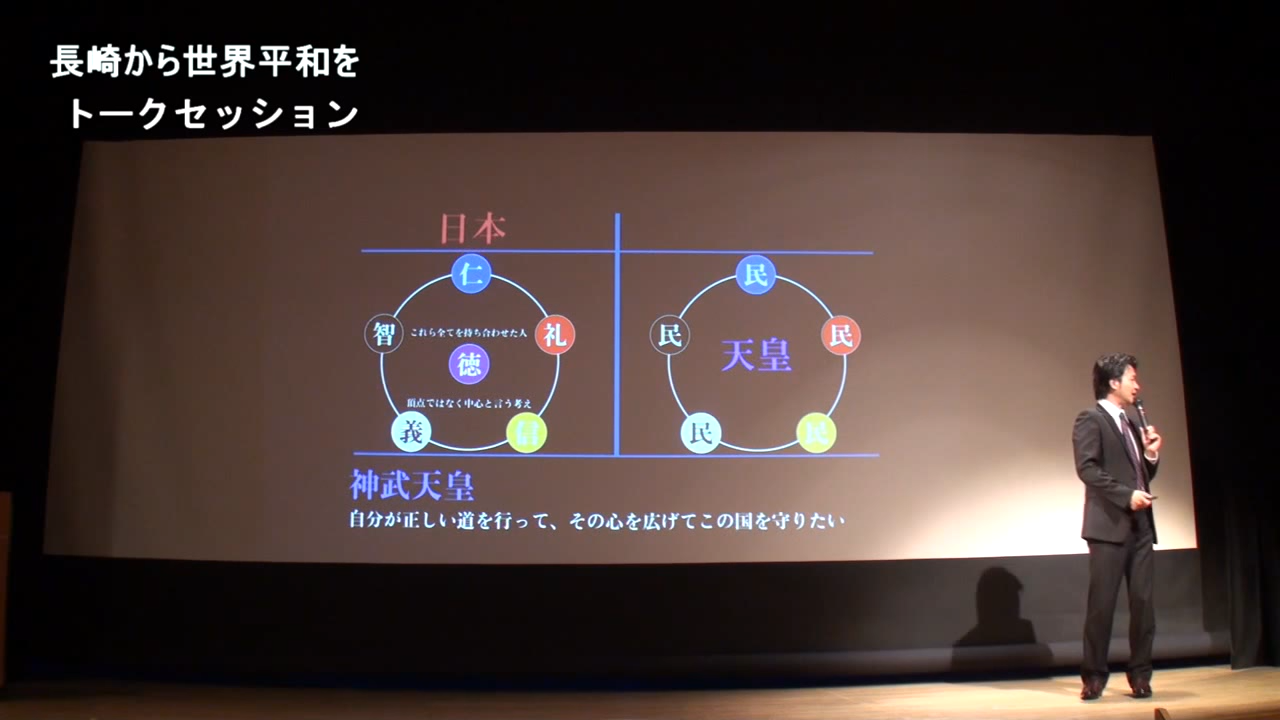 長崎から世界平和を
トークセッション
日本
仁
民
智
これら全てを持ち合わせた人
礼
民
天皇
民
徳
頂点ではなく中心と言う考え
義
信
民
民
神武天皇
自分が正しい道を行って、その心を広げてこの国を守りたい